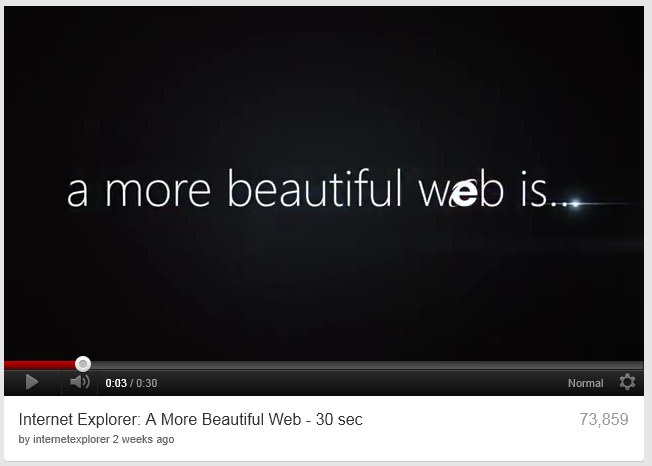 a more beautiful web is...
0:03 / 0:30
Normal
Internet Explorer: A More Beautiful Web - 30 sec
73,859
by internetexplorer 2 weeks ago